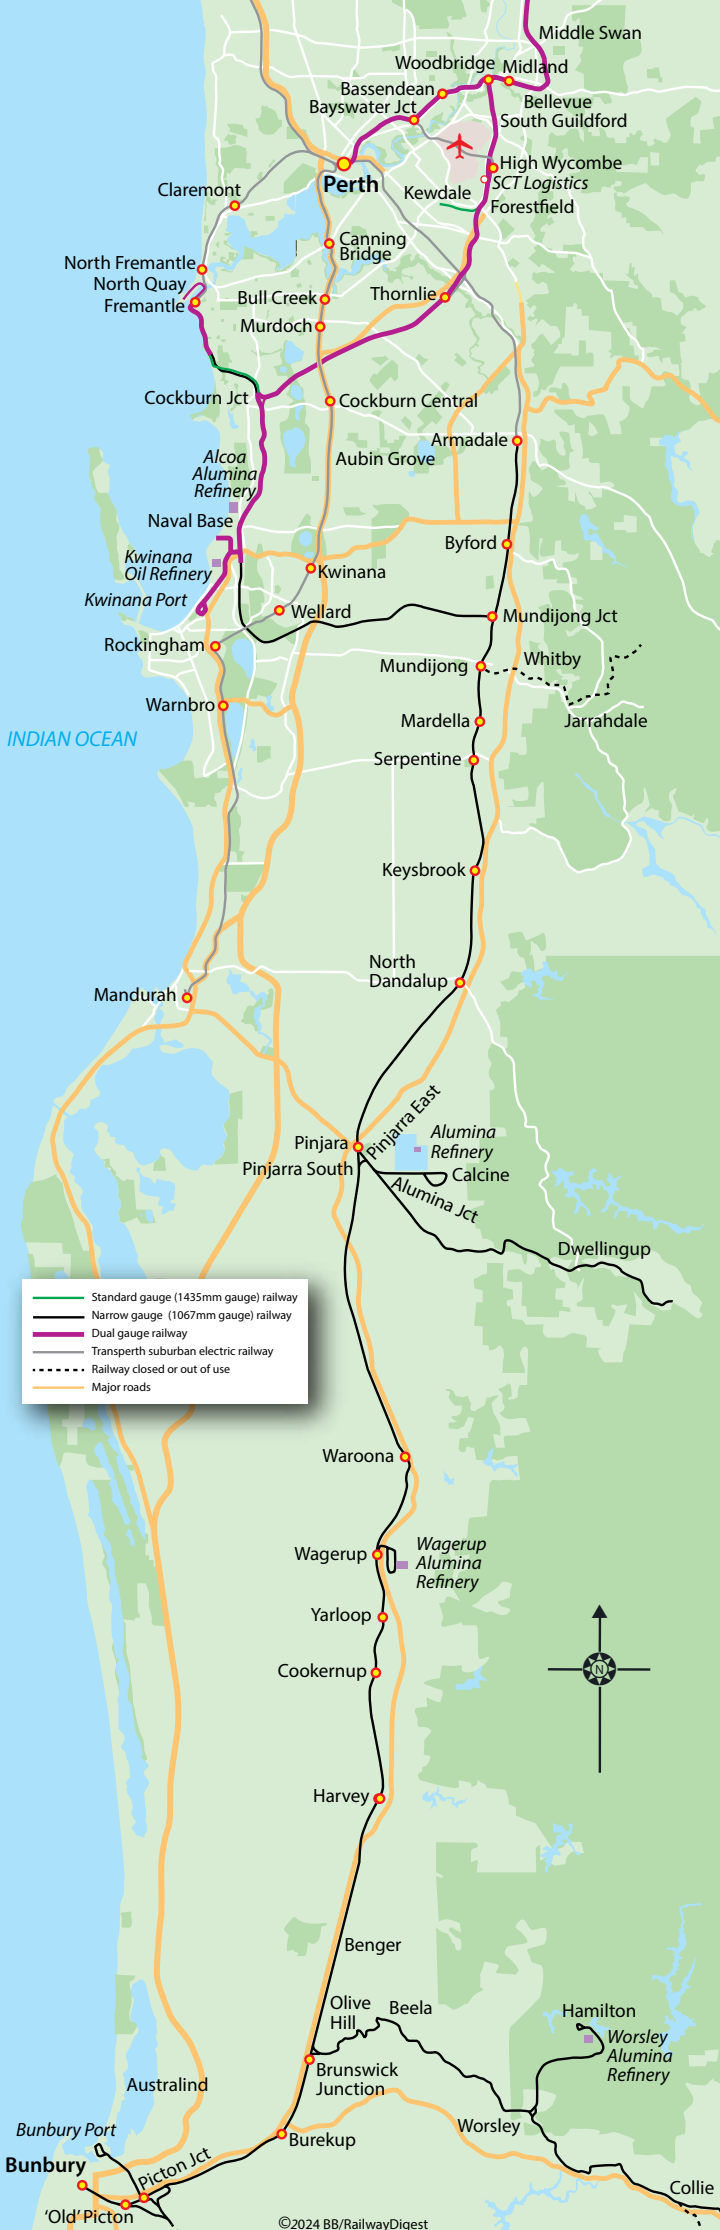 Middle Swan
Woodbridge
Midland
Bassendean
Bellevue
Bayswater Jct
South Guildford
High Wycombe
Perth
SCT Logistics
Claremont
Kewdale
Forestfield
Canning
Bridge
North Fremantle
North Quay
Fremantle
Bull Creek
Thornlie
Murdoch
Cockburn Jct
Cockburn Central
Armadale
Alcoa
Alumina
Refinery
Aubin Grove
Naval Base
Byford
Kwinana
Oil Refinery
Kwinana
Kwinana Port
Wellard
Mundijong Jct
Rockingham
Mundijong
Whitby
Warnbro
Mardella
Jarrahdale
INDIAN OCEAN
Serpentine
Keysbrook
North
Dandalup
Mandurah
Pinjarra East
Pinjara
Alumina
Refinery
Pinjarra South
Calcine
Alumina Jct
Dwellingup
Standard gauge (1435mm gauge) railway
Narrow gauge (1067mm gauge) railway
Dual gauge railway
Transperth suburban electric railway
Railway closed or out of use
Major roads
Waroona
Wagerup
Wagerup
Alumina
Refinery
Yarloop
Cookernup
N
Harvey
Benger
Olive
Hill
Beela
Hamilton
Worsley
Alumina
Refinery
Brunswick
Junction
Australind
Worsley
Bunbury Port
Burekup
Bunbury
Picton Jct
Collie
'Old' Picton
©2024 BB/RailwayDigest